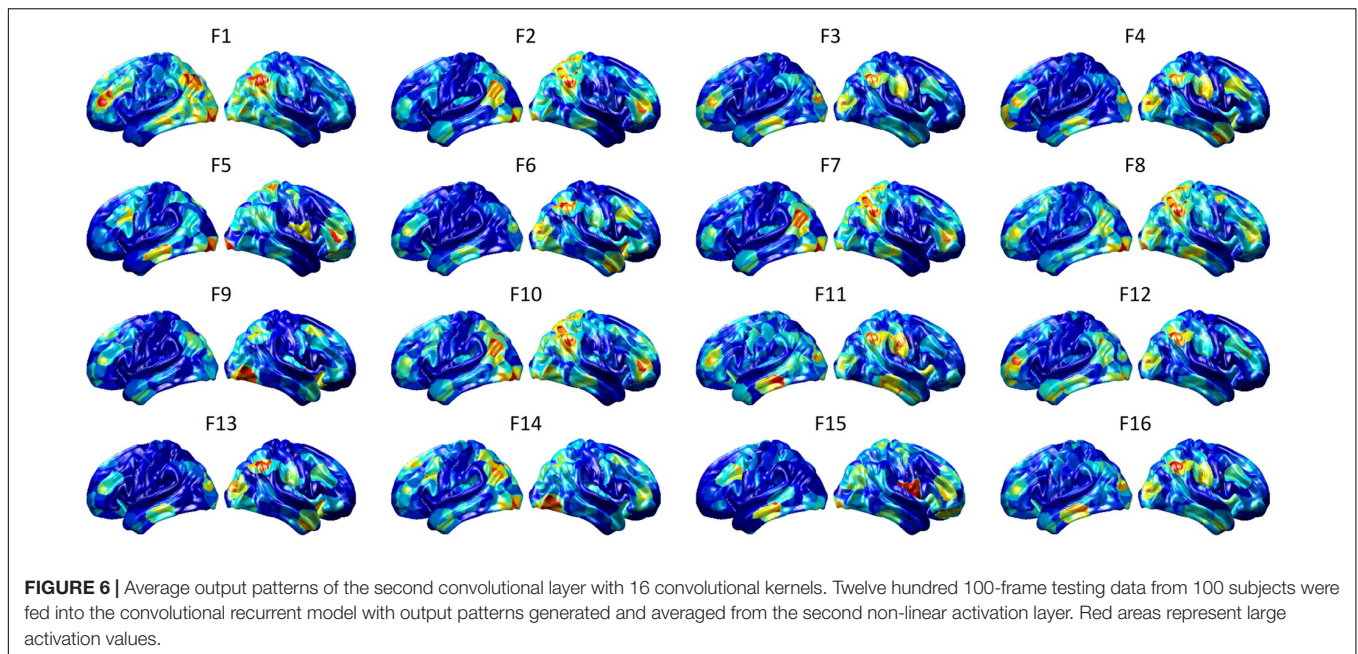 F1 F2 F3 F4
F5 F6 F7 F8
F9 F10 F11 F12
F13 F14 F15 F16
FIGURE 6 | Average output patterns of the second convolutional layer with 16 convolutional kernels. Twelve hundred 100-frame testing data from 100 subjects were
fed into the convolutional recurrent model with output patterns generated and averaged from the second non-linear activation layer. Red areas represent large
activation values.